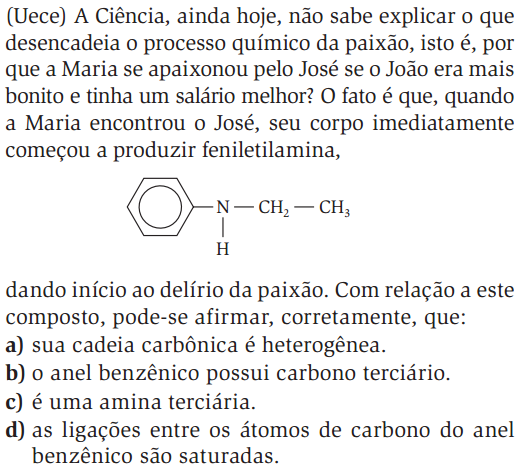 (Uece) A Ciência, ainda hoje, não sabe explicar o que
desencadeia o processo químico da paixão, isto é, por
que a Maria se apaixonou pelo José se o João era mais
bonito e tinha um salário melhor? O fato é que, quando
a Maria encontrou o José, seu corpo imediatamente
começou a produzir feniletilamina,
N — CH₂ — CH₃
H
dando início ao delírio da paixão. Com relação a este
composto, pode-se afirmar, corretamente, que:
a) sua cadeia carbônica é heterogênea.
b) o anel benzênico possui carbono terciário.
c) é uma amina terciária.
d) as ligações entre os átomos de carbono do anel
benzênico são saturadas.